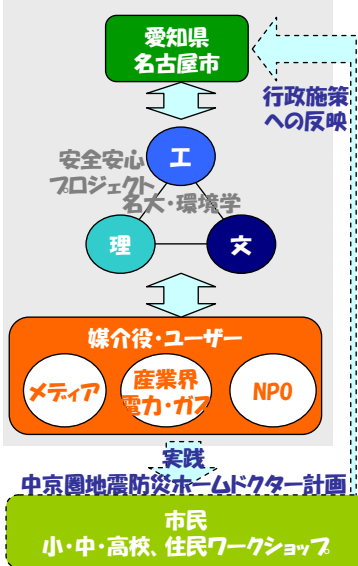 愛知県
名古屋市
行政施策
への反映
工
安全安心
プロジェクト
名大・環境学
理
文
媒介役・ユーザー
メディア
産業界
電力・ガス
NPO
実践
中京圏地震防災ホームドクター計画
市民
小・中・高校、住民ワークショップ。